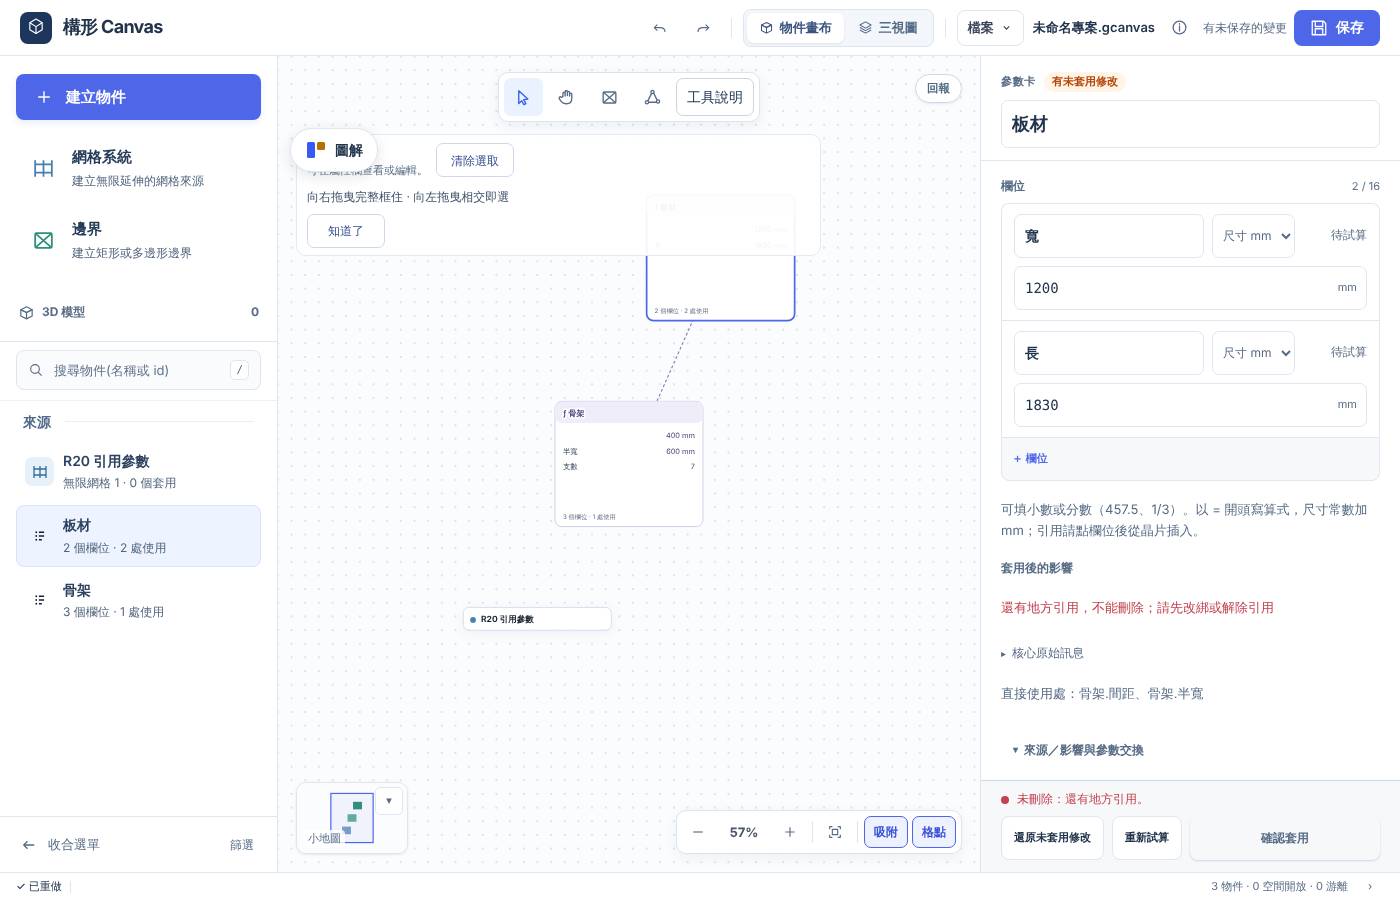 構形 Canvas
物件畫布
三視圖
檔案
未命名專案.gcanvas
有未保存的變更
保存
建立物件
網格系統
建立無限延伸的網格來源
邊界
建立矩形或多邊形邊界
3D 模型
0
搜尋物件(名稱或 id)
/
來源
R20 引用參數
無限網格 1 · 0 個套用
板材
2 個欄位 · 2 處使用
骨架
3 個欄位 · 1 處使用
收合選單
篩選
工具說明
回報
圖解
查看或編輯。
清除選取
向右拖曳完整框住 · 向左拖曳相交即選
知道了
2 個欄位 · 2 處使用
ƒ 骨架
400 mm
半寬
600 mm
支數
7
3 個欄位 · 1 處使用
R20 引用參數
小地圖
57%
吸附
格點
參數卡
有未套用修改
板材
欄位
2 / 16
寬
尺寸 mm
待試算
1200
mm
長
尺寸 mm
待試算
1830
mm
+ 欄位
可填小數或分數（457.5、1/3）。以 = 開頭寫算式，尺寸常數加
mm；引用請點欄位後從晶片插入。
套用後的影響
還有地方引用，不能刪除；請先改綁或解除引用
核心原始訊息
直接使用處：骨架.間距、骨架.半寬
來源／影響與參數交換
未刪除：還有地方引用。
還原未套用修改
重新試算
確認套用
已重做
3 物件 · 0 空間開放 · 0 游離